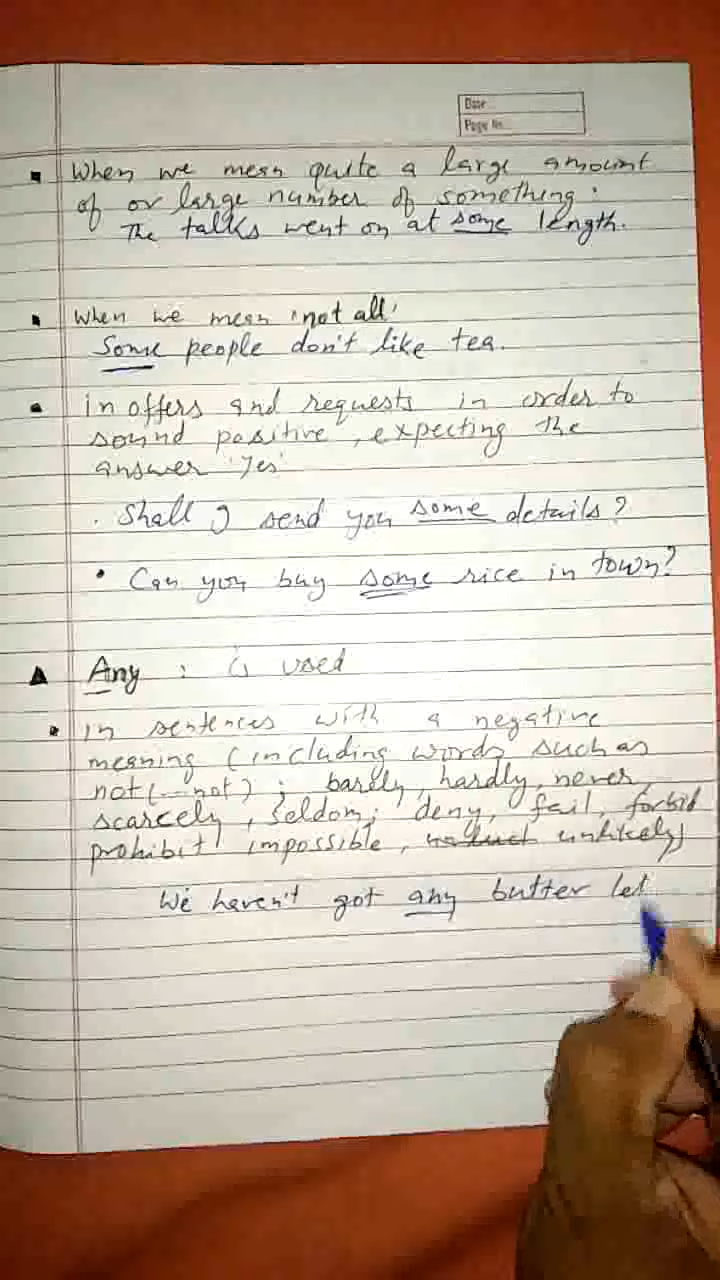 Date
Page No.
When we mean quite a large amount
of or large number of something:
The talks went on at some length.
When we mean 'not all'
Some people don't like tea.
in offers and requests in order to
sound positive, expecting the
answer 'Yes'
Shall I send you some details?
Can you buy some rice in town?
Any : is used
in sentences with a negative
meaning (including words such as
not (-- not) ; barely, hardly, never,
scarcely, seldom; deny, fail, forbid
prohibit impossible, unlikely)
We haven't got any butter let